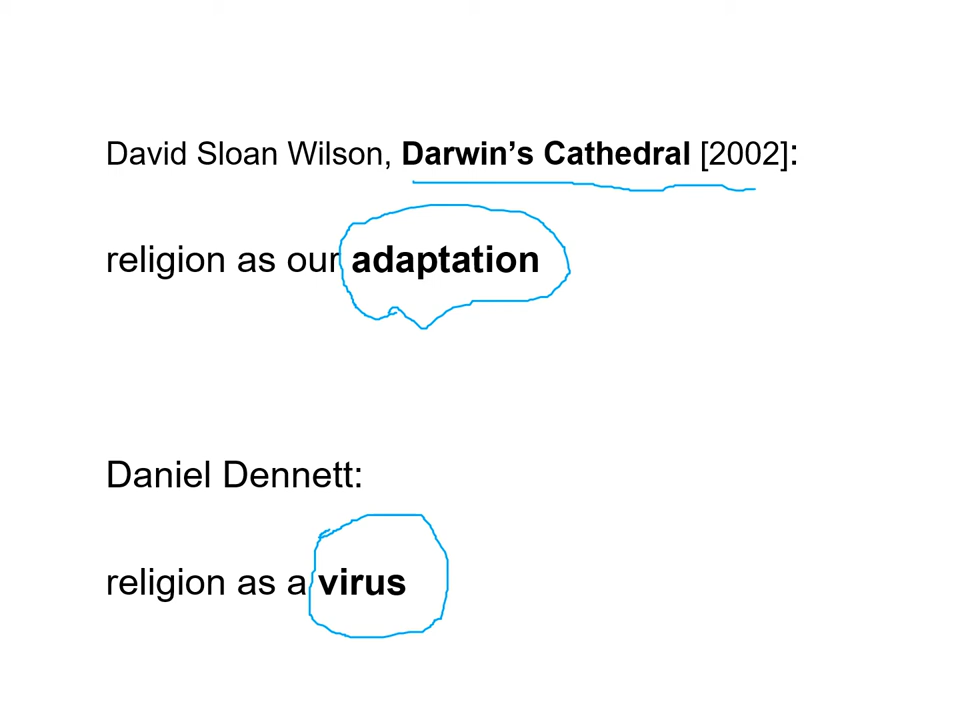 David Sloan Wilson, Darwin’s Cathedral [2002]:
religion as our adaptation
Daniel Dennett:
religion as a virus